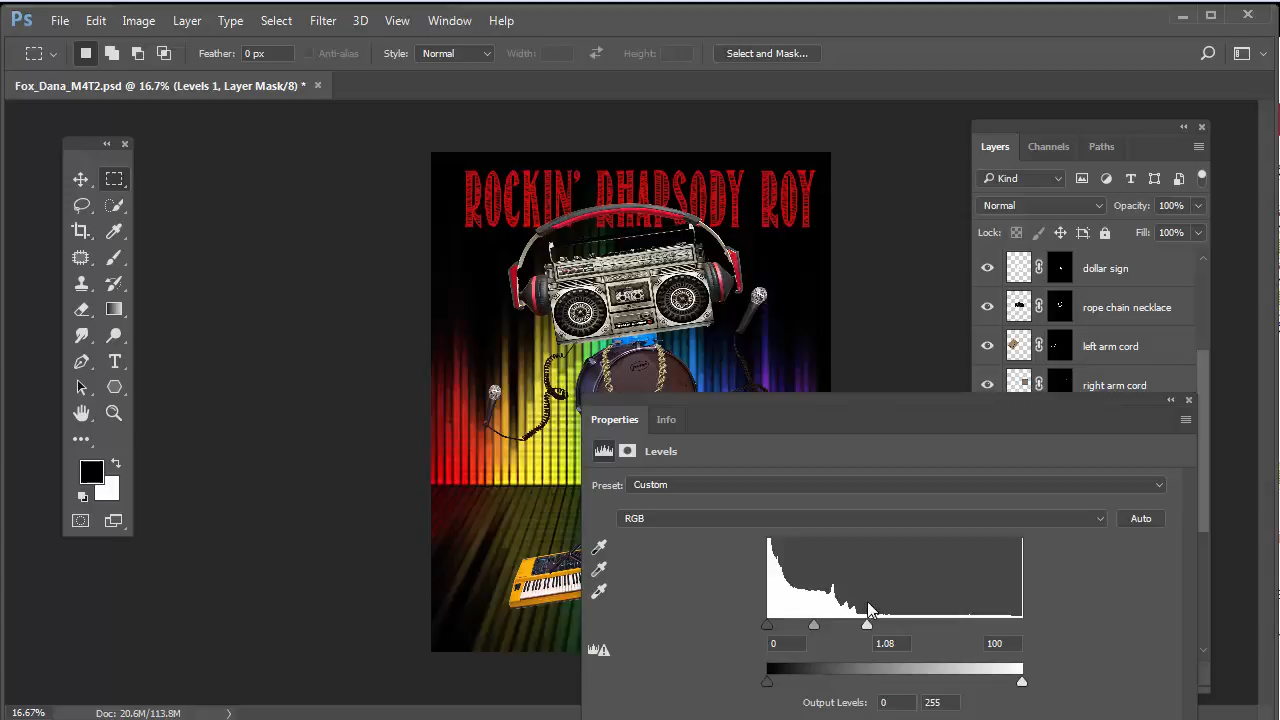 Ps File Edit Image Layer Type Select Filter 3D View Window Help
Feather: 0 px Anti-alias Style: Normal Width: Height: Select and Mask...
Fox_Dana_M4T2.psd @ 16.7% (Levels 1, Layer Mask/8) *
ROCKIN' RHAPSODY ROY
Layers Channels Paths
Kind
Normal Opacity: 100%
Lock: Fill: 100%
dollar sign
rope chain necklace
left arm cord
right arm cord
Properties Info
Levels
Preset: Custom
RGB Auto
0 1.08 100
Output Levels: 0 255
16.67% Doc: 20.6M/113.8M